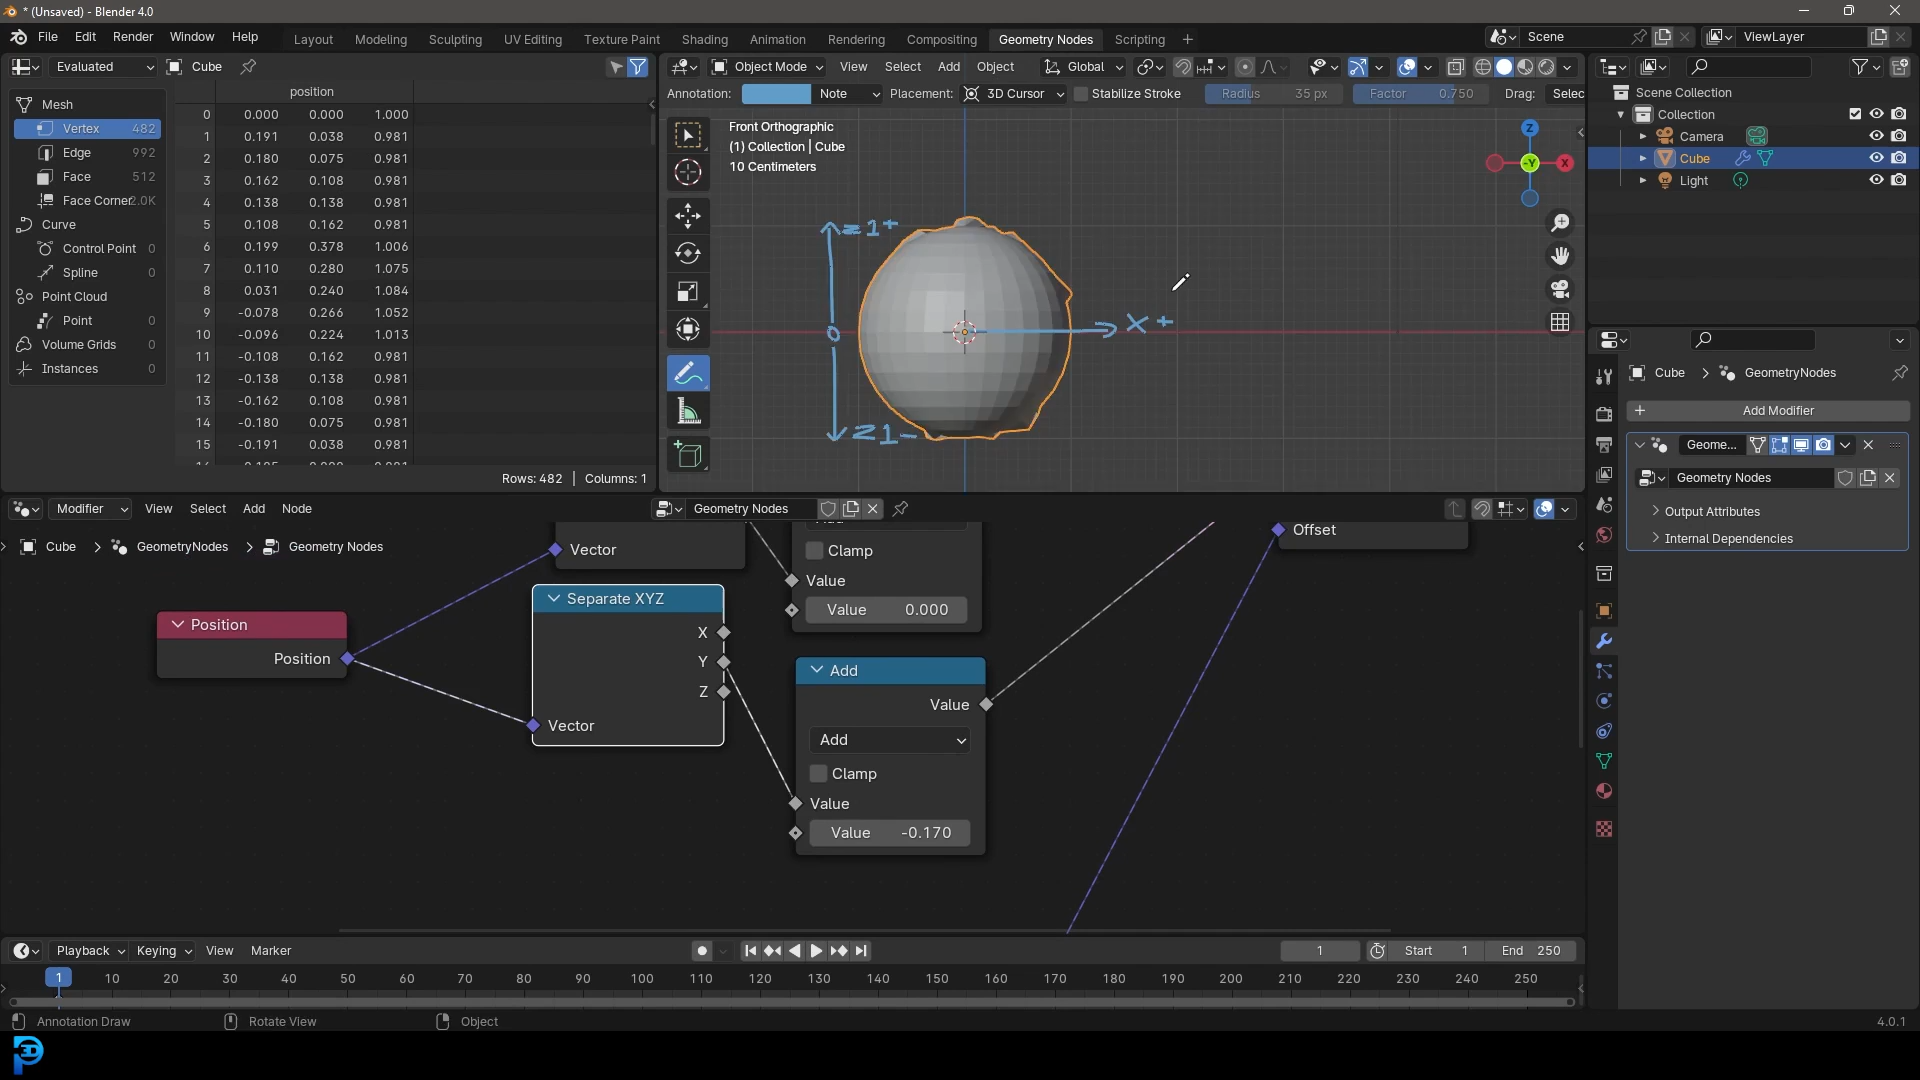 * (Unsaved) - Blender 4.0
File Edit Render Window Help Layout Modeling Sculpting UV Editing Texture Paint Shading Animation Rendering Compositing Geometry Nodes Scripting + Scene ViewLayer
Evaluated Cube
position
Mesh
Vertex 482
Edge 992
Face 512
Face Corner 2.0K
Curve
Control Point 0
Spline 0
Point Cloud
Point 0
Volume Grids 0
Instances 0
0 0.000 0.000 1.000
1 0.191 0.038 0.981
2 0.180 0.075 0.981
3 0.162 0.108 0.981
4 0.138 0.138 0.981
5 0.108 0.162 0.981
6 0.199 0.378 1.006
7 0.110 0.280 1.075
8 0.031 0.240 1.084
9 -0.078 0.266 1.052
10 -0.096 0.224 1.013
11 -0.108 0.162 0.981
12 -0.138 0.138 0.981
13 -0.162 0.108 0.981
14 -0.180 0.075 0.981
15 -0.191 0.038 0.981
Rows: 482 | Columns: 1
Object Mode View Select Add Object Global
Annotation: Note Placement: 3D Cursor Stabilize Stroke Radius 35 px Factor 0.750 Drag: Selec
Front Orthographic
(1) Collection | Cube
10 Centimeters
Z
-Y X
z1+
0
X +
Z1-
Scene Collection
Collection
Camera
Cube
Light
Cube > GeometryNodes
+ Add Modifier
Geome...
Geometry Nodes
Output Attributes
Internal Dependencies
Modifier View Select Add Node Geometry Nodes
Cube > GeometryNodes > Geometry Nodes
Vector
Clamp
Value
Value 0.000
Offset
Position
Position
Separate XYZ
X
Y
Z
Vector
Add
Value
Add
Clamp
Value
Value -0.170
Playback Keying View Marker 1 Start 1 End 250
1 10 20 30 40 50 60 70 80 90 100 110 120 130 140 150 160 170 180 190 200 210 220 230 240 250
Annotation Draw Rotate View Object 4.0.1
3D